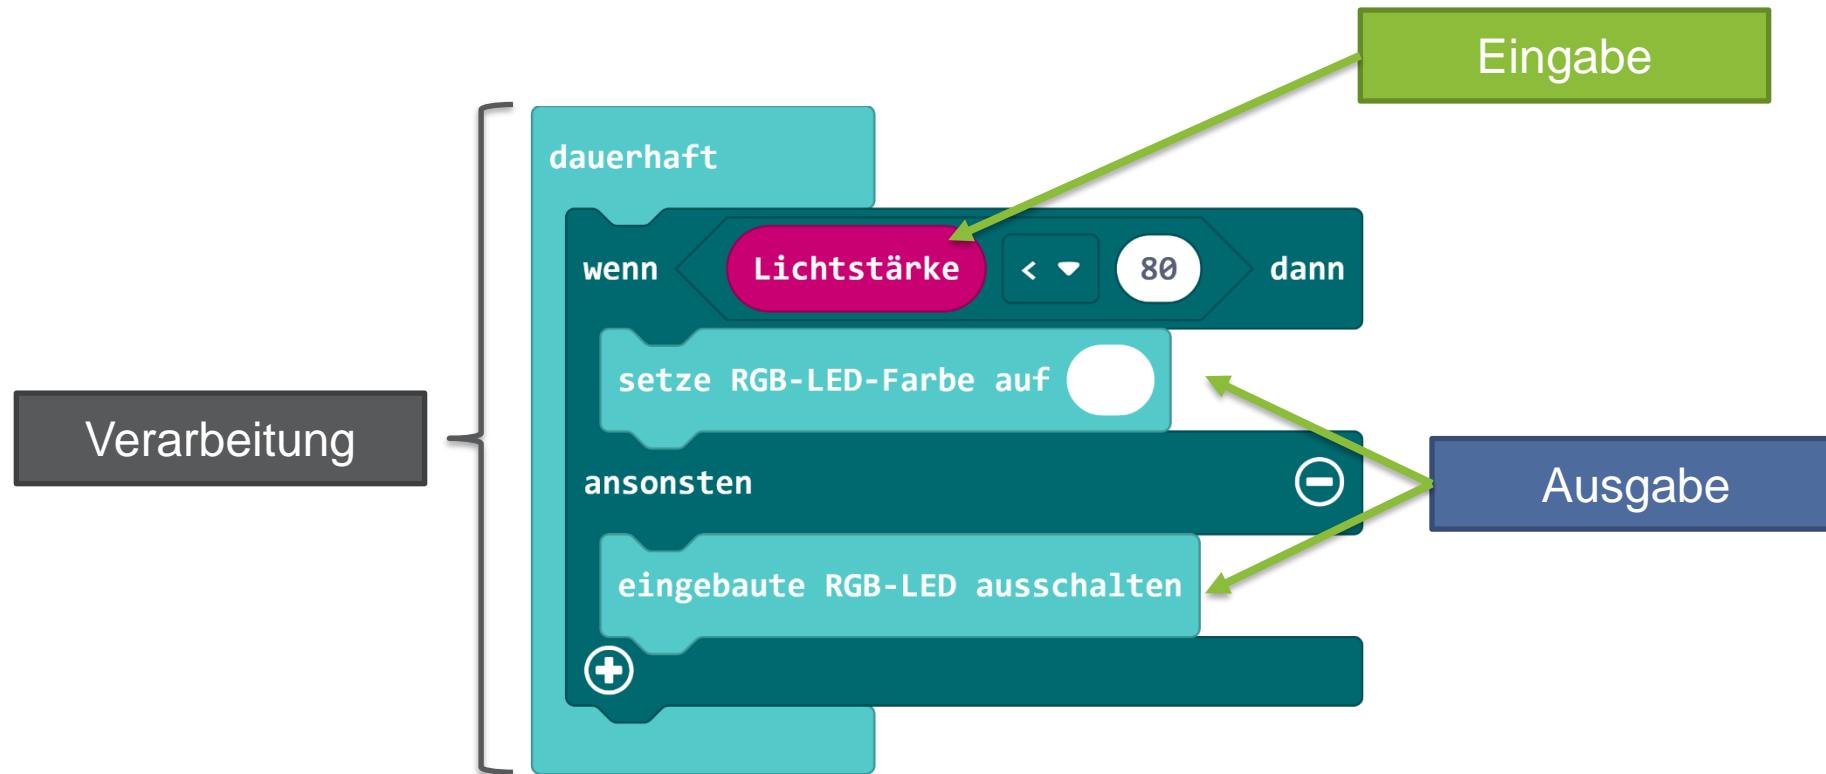 Eingabe
dauerhaft
wenn Lichtstärke < 80 dann
setze RGB-LED-Farbe auf
Verarbeitung
ansonsten
Ausgabe
eingebaute RGB-LED ausschalten